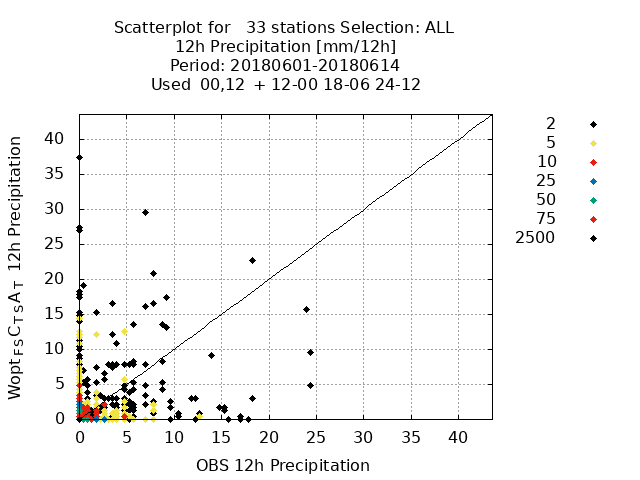 Scatterplot for   33 stations Selection: ALL
12h Precipitation [mm/12h]
Period: 20180601-20180614
Used  00,12  + 12-00 18-06 24-12
2
5
10
25
50
75
2500
40
35
30
25
20
15
10
5
0
0 5 10 15 20 25 30 35 40
Wopt_FS C_TS A_T 12h Precipitation
OBS 12h Precipitation